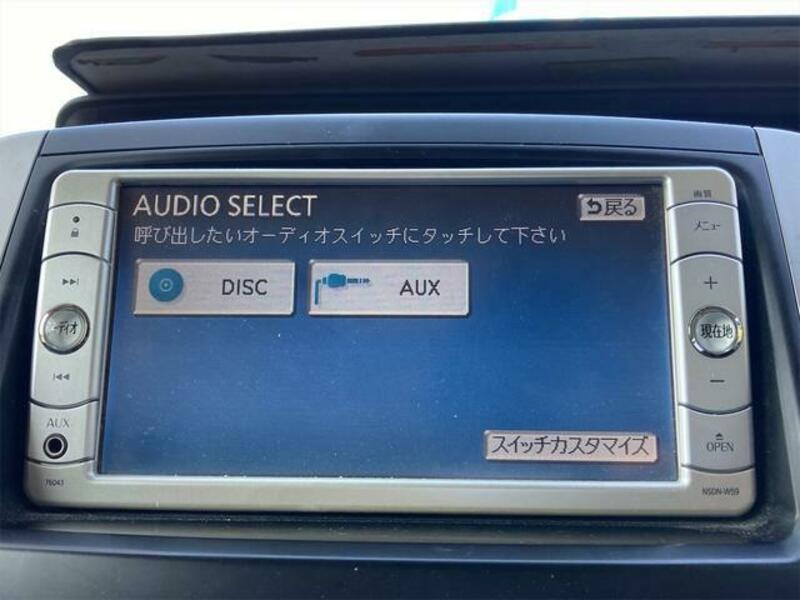 AUDIO SELECT
戻る
呼び出したいオーディオスイッチにタッチして下さい
DISC
AUX
スイッチカスタマイズ
ーディオ
AUX
76043
画質
メニュー
現在地
OPEN
NSDN-W59